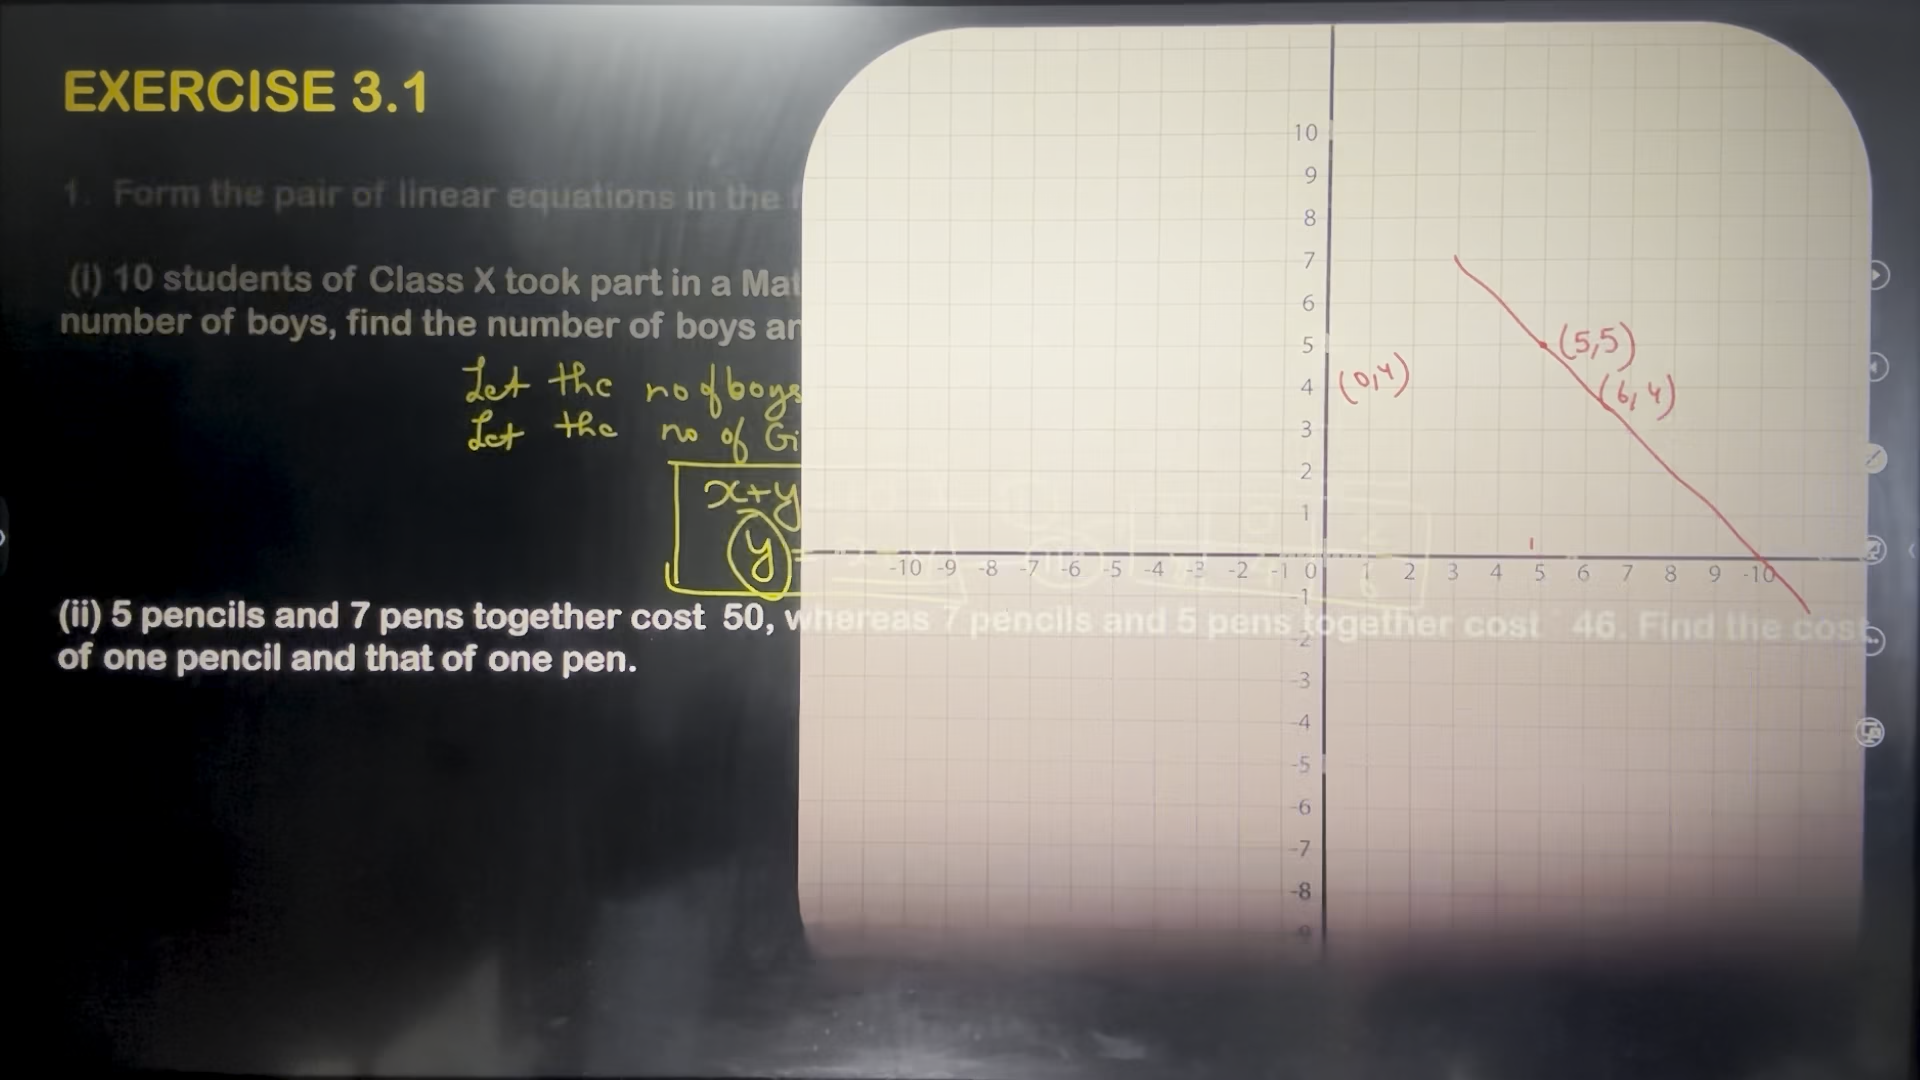 EXERCISE 3.1
1. Form the pair of linear equations in the
(i) 10 students of Class X took part in a Mat
number of boys, find the number of boys an
Let the no of boys
Let the no of Gi
x+y
y =
(ii) 5 pencils and 7 pens together cost 50, whereas 7 pencils and 5 pens together cost 46. Find the cost
of one pencil and that of one pen.
10
9
8
7
6
5
4
3
2
1
-10 -9 -8 -7 -6 -5 -4 -3 -2 -1 0 1 2 3 4 5 6 7 8 9 -10
-1
-2
-3
-4
-5
-6
-7
-8
-9
(5,5)
(0,4)
(6,4)